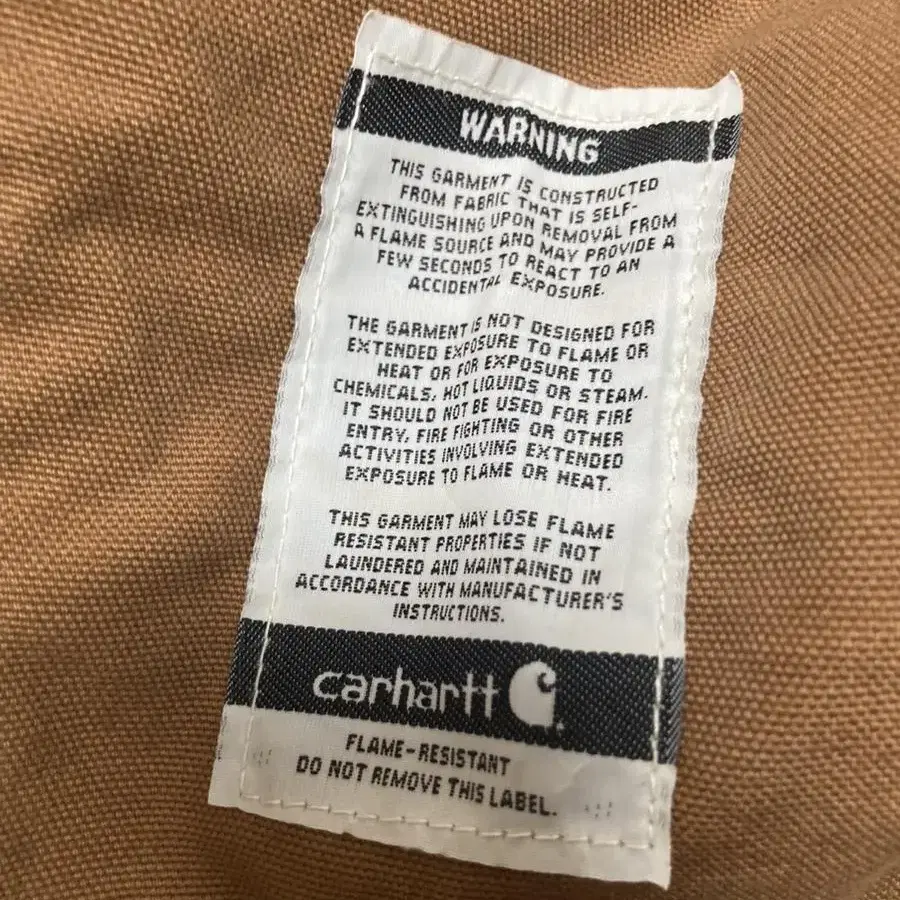 WARNING
THIS GARMENT IS CONSTRUCTED
FROM FABRIC THAT IS SELF-
EXTINGUISHING UPON REMOVAL FROM
A FLAME SOURCE AND MAY PROVIDE A
FEW SECONDS TO REACT TO AN
ACCIDENTAL EXPOSURE.
THE GARMENT IS NOT DESIGNED FOR
EXTENDED EXPOSURE TO FLAME OR
HEAT OR FOR EXPOSURE TO
CHEMICALS, HOT LIQUIDS OR STEAM.
IT SHOULD NOT BE USED FOR FIRE
ENTRY, FIRE FIGHTING OR OTHER
ACTIVITIES INVOLVING EXTENDED
EXPOSURE TO FLAME OR HEAT.
THIS GARMENT MAY LOSE FLAME
RESISTANT PROPERTIES IF NOT
LAUNDERED AND MAINTAINED IN
ACCORDANCE WITH MANUFACTURER'S
INSTRUCTIONS.
carhartt
FLAME-RESISTANT
DO NOT REMOVE THIS LABEL.